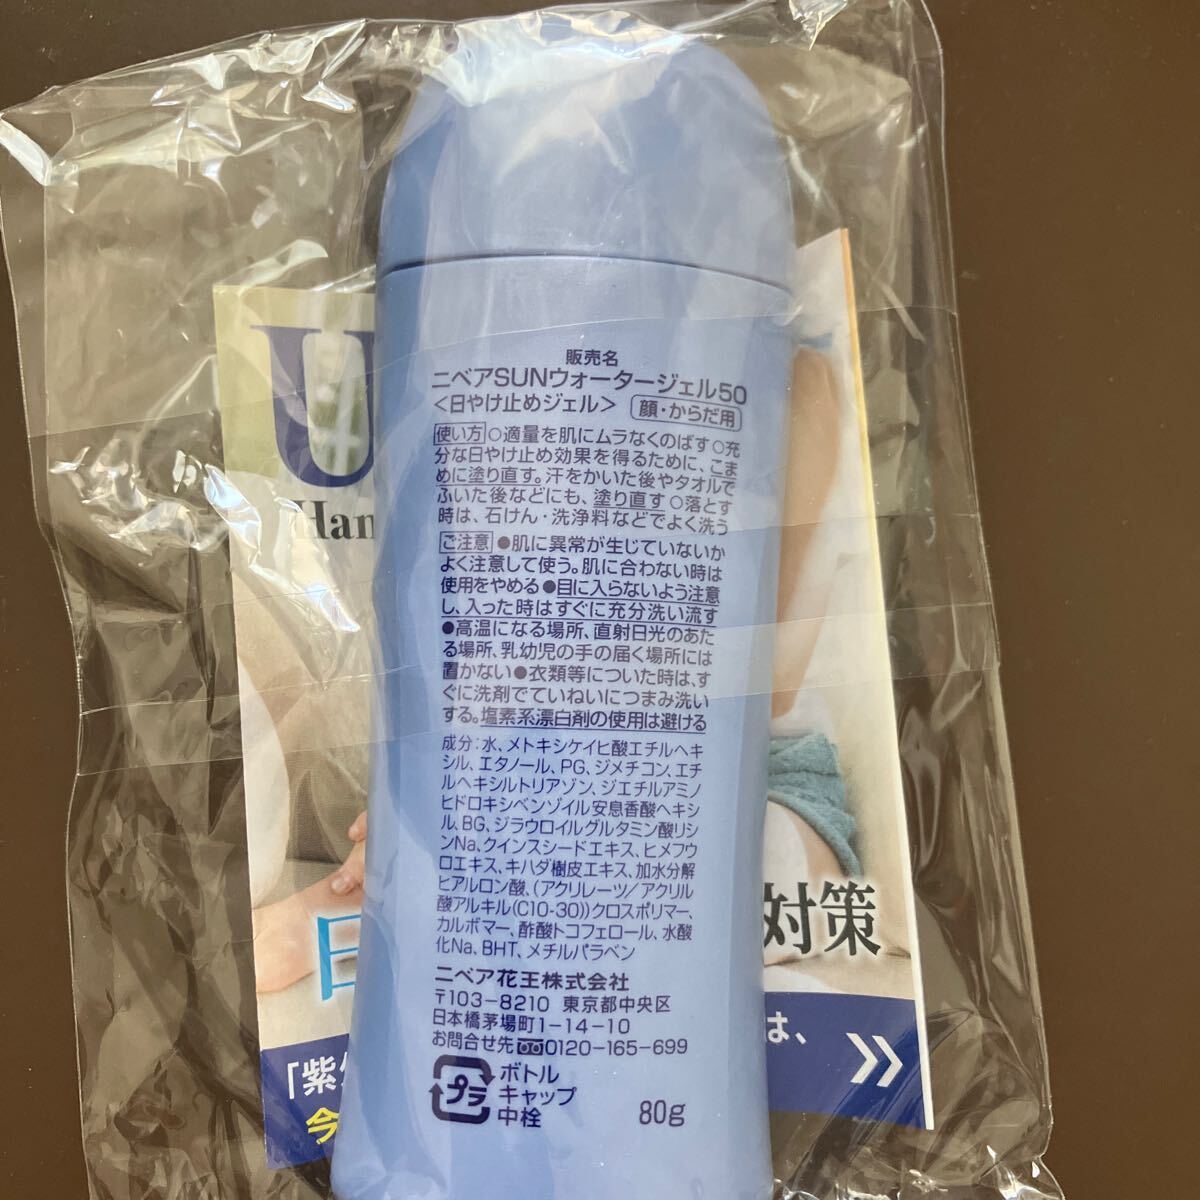 U
Han
販売名
ニベアSUNウォータージェル50
<日やけ止めジェル> 顔・からだ用
使い方 ○適量を肌にムラなくのばす○充
分な日やけ止め効果を得るために、こま
めに塗り直す。汗をかいた後やタオルで
ふいた後などにも、塗り直す○落とす
時は、石けん・洗浄料などでよく洗う
ご注意 ●肌に異常が生じていないか
よく注意して使う。肌に合わない時は
使用をやめる●目に入らないよう注意
し、入った時はすぐに充分洗い流す
●高温になる場所、直射日光のあた
る場所、乳幼児の手の届く場所には
置かない●衣類等についた時は、す
ぐに洗剤でていねいにつまみ洗い
する。塩素系漂白剤の使用は避ける
成分:水、メトキシケイヒ酸エチルヘキ
シル、エタノール、PG、ジメチコン、エチ
ルヘキシルトリアゾン、ジエチルアミノ
ヒドロキシベンゾイル安息香酸ヘキシ
ル、BG、ジラウロイルグルタミン酸リシ
ンNa、クインスシードエキス、ヒメフウ
ロエキス、キハダ樹皮エキス、加水分解
ヒアルロン酸、(アクリレーツ/アクリル
酸アルキル(C10-30))クロスポリマー、
カルボマー、酢酸トコフェロール、水酸
化Na、BHT、メチルパラベン
ニベア花王株式会社
〒103-8210 東京都中央区
日本橋茅場町1-14-10
お問合せ先 0120-165-699
プラ ボトル
キャップ
中栓 80g
日 対策
「紫 は、
今